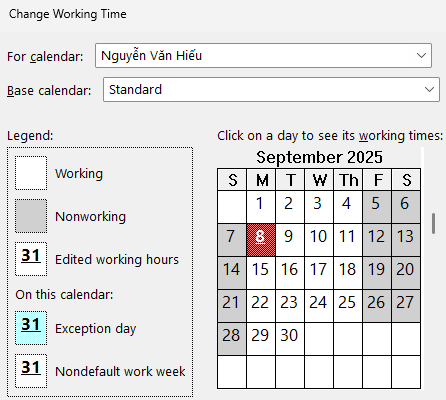 Change Working Time
For calendar: Nguyễn Văn Hiếu
Base calendar: Standard
Legend:
Working
Nonworking
31 Edited working hours
On this calendar:
31 Exception day
31 Nondefault work week
Click on a day to see its working times:
September 2025
S M T W Th F S
1 2 3 4 5 6
7 8 9 10 11 12 13
14 15 16 17 18 19 20
21 22 23 24 25 26 27
28 29 30